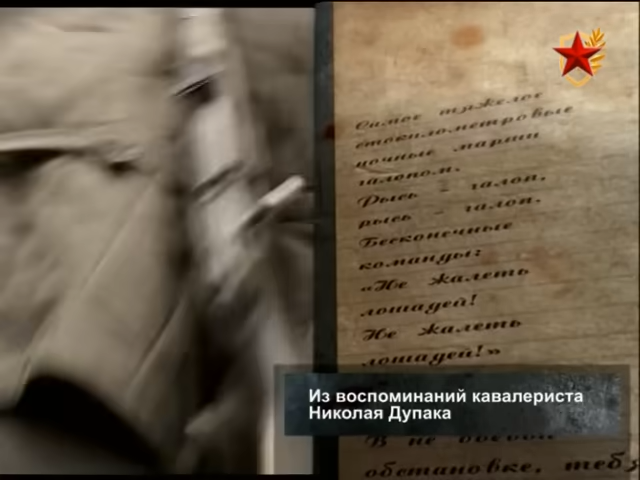 Самое тяжелое
стокилометровые
ночные марши
галопом.
Рысь - галоп,
рысь - галоп.
Бесконечные
команды:
«Не жалеть
лошадей!
Не жалеть
лошадей!»
Из воспоминаний кавалериста
Николая Дупака
В не боевой
обстановке, тебя